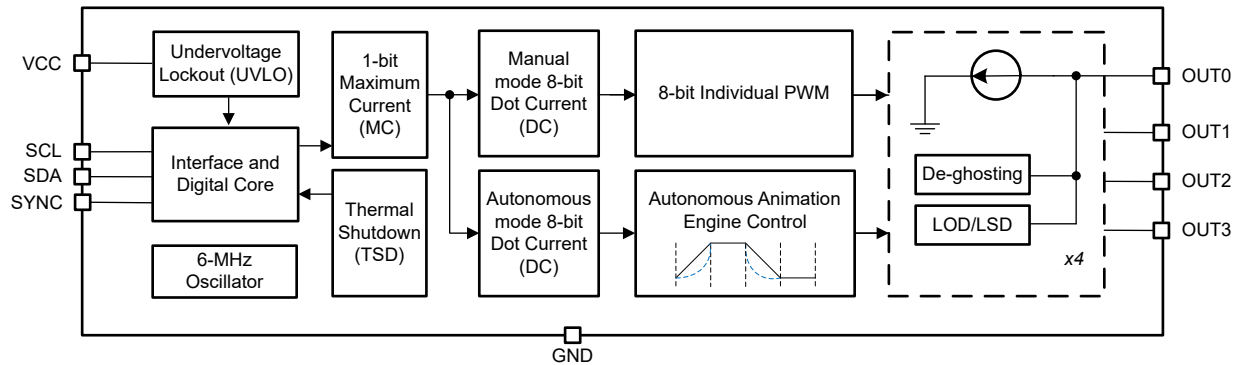 VCC
SCL
SDA
SYNC
Undervoltage
Lockout (UVLO)
Interface and
Digital Core
6-MHz
Oscillator
1-bit
Maximum
Current
(MC)
Thermal
Shutdown
(TSD)
Manual
mode 8-bit
Dot Current
(DC)
Autonomous
mode 8-bit
Dot Current
(DC)
8-bit Individual PWM
Autonomous Animation
Engine Control
De-ghosting
LOD/LSD
x4
OUT0
OUT1
OUT2
OUT3
GND